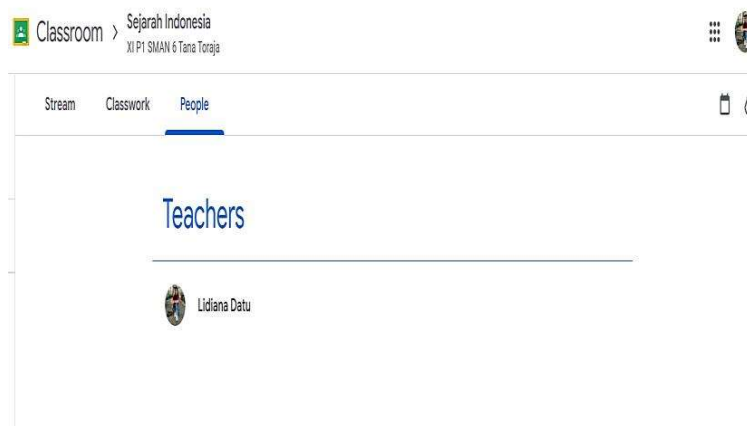 Classroom > Sejarah Indonesia
XI P1 SMAN 6 Tana Toraja
Stream Classwork People
Teachers
Lidiana Datu